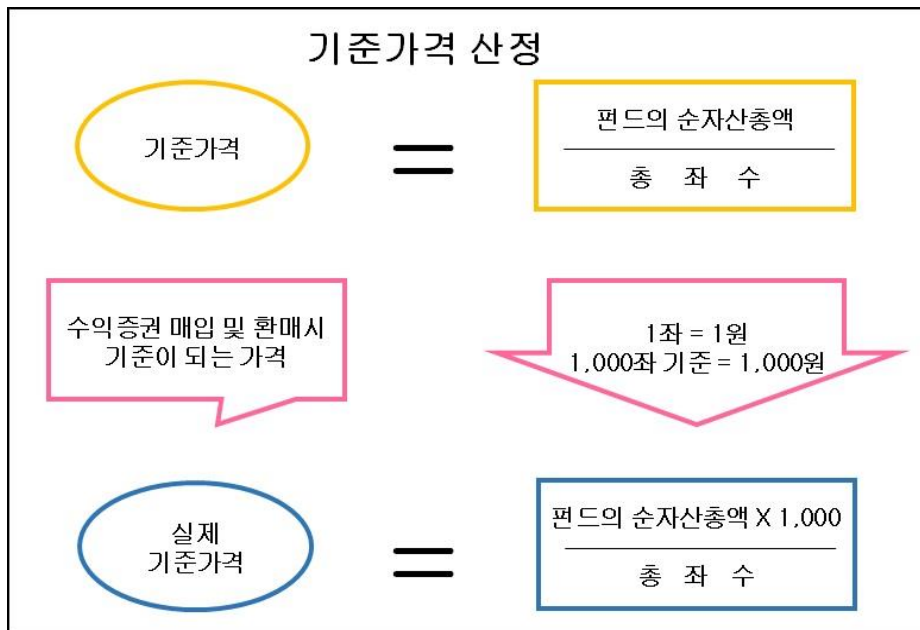 기준가격 산정
기준가격
=
펀드의 순자산총액
총 좌 수
수익증권 매입 및 환매시
기준이 되는 가격
1좌 = 1원
1,000좌 기준 = 1,000원
실제
기준가격
=
펀드의 순자산총액 X 1,000
총 좌 수